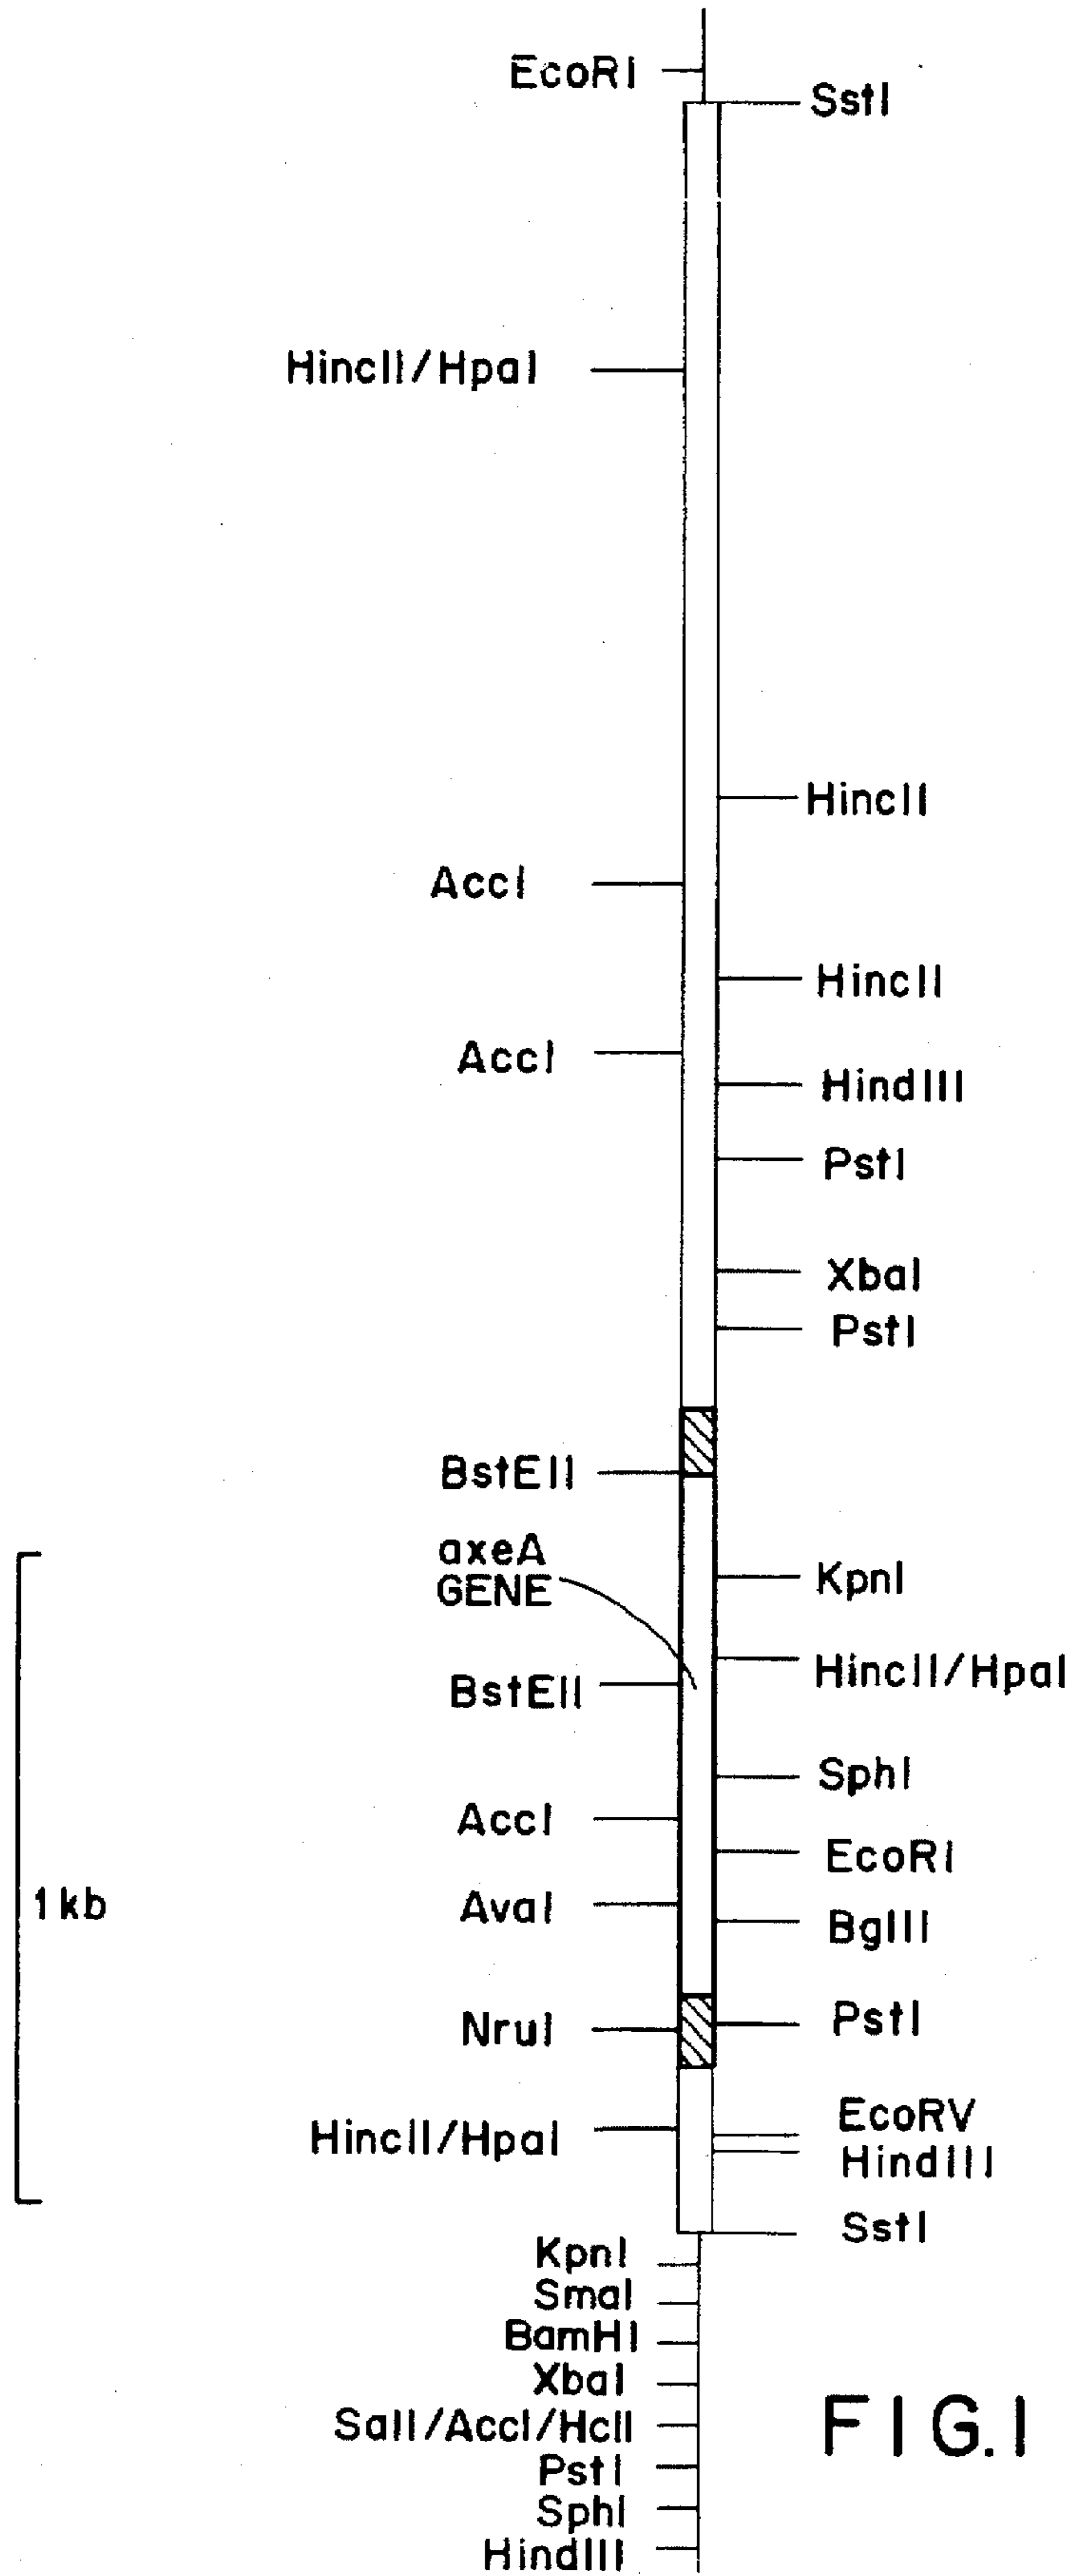 EcoRI
SstI
HincII/HpaI
HincII
AccI
HincII
AccI
HindIII
PstI
XbaI
PstI
BstEII
axeA
GENE
KpnI
HincII/HpaI
BstEII
SphI
AccI
EcoRI
1kb
AvaI
BglII
PstI
NruI
EcoRV
HincII/HpaI
HindIII
SstI
KpnI
SmaI
BamHI
XbaI
SalI/AccI/HcII
PstI
SphI
HindIII
FIG.1